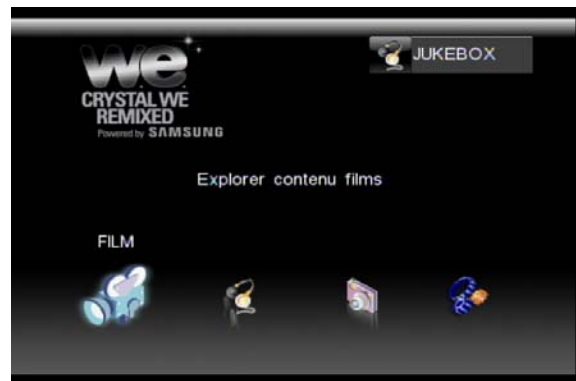 we
JUKEBOX
CRYSTAL WE
REMIXED
Powered by SAMSUNG
Explorer contenu films
FILM